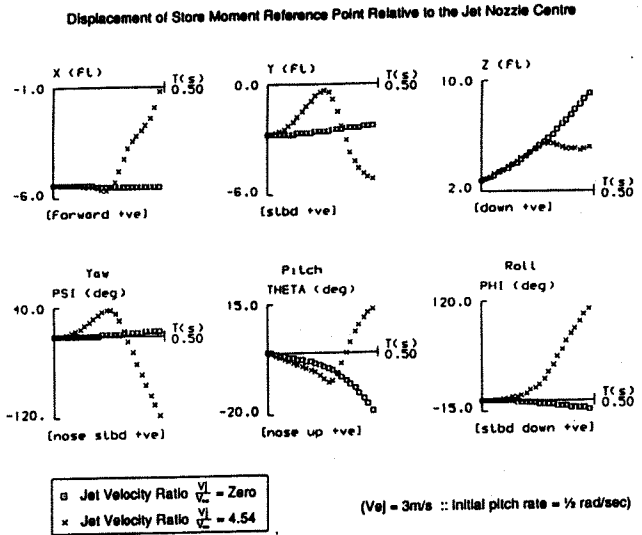 Displacement of Store Moment Reference Point Relative to the Jet Nozzle Centre
X (Ft)
-1.0
T(s)
0.50
-6.0
[forward +ve]
Y (Ft)
0.0
T(s)
0.50
-6.0
[stbd +ve]
Z (Ft)
10.0
2.0
T(s)
0.50
[down +ve]
Yaw
PSI (deg)
40.0
T(s)
0.50
-120.0
[nose stbd +ve]
Pitch
THETA (deg)
15.0
T(s)
0.50
-20.0
[nose up +ve]
Roll
PHI (deg)
120.0
T(s)
0.50
-15.0
[stbd down +ve]
Jet Velocity Ratio Vj/V∞ = Zero
Jet Velocity Ratio Vj/V∞ = 4.54
(Vej = 3m/s :: Initial pitch rate = ½ rad/sec)